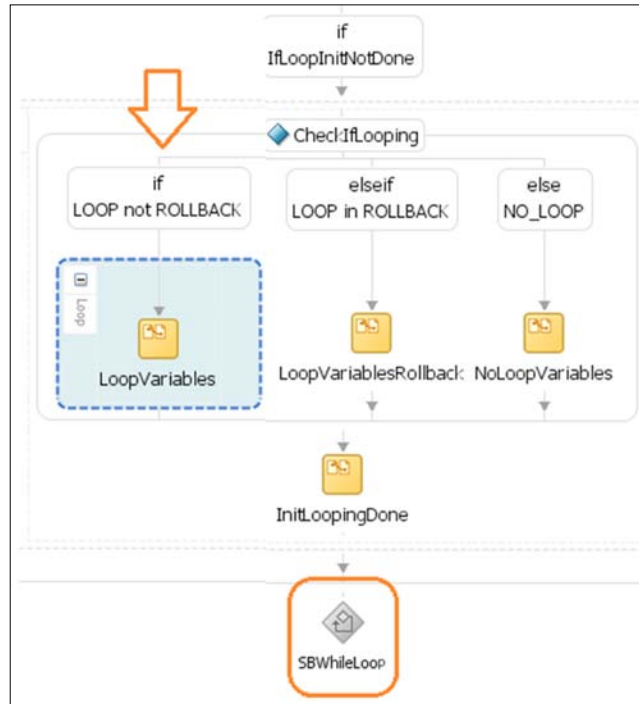 if
IfLoopInitNotDone
CheckIfLooping
if
LOOP not ROLLBACK
elseif
LOOP in ROLLBACK
else
NO_LOOP
Loop
LoopVariables
LoopVariablesRollback
NoLoopVariables
InitLoopingDone
SBWhileLoop